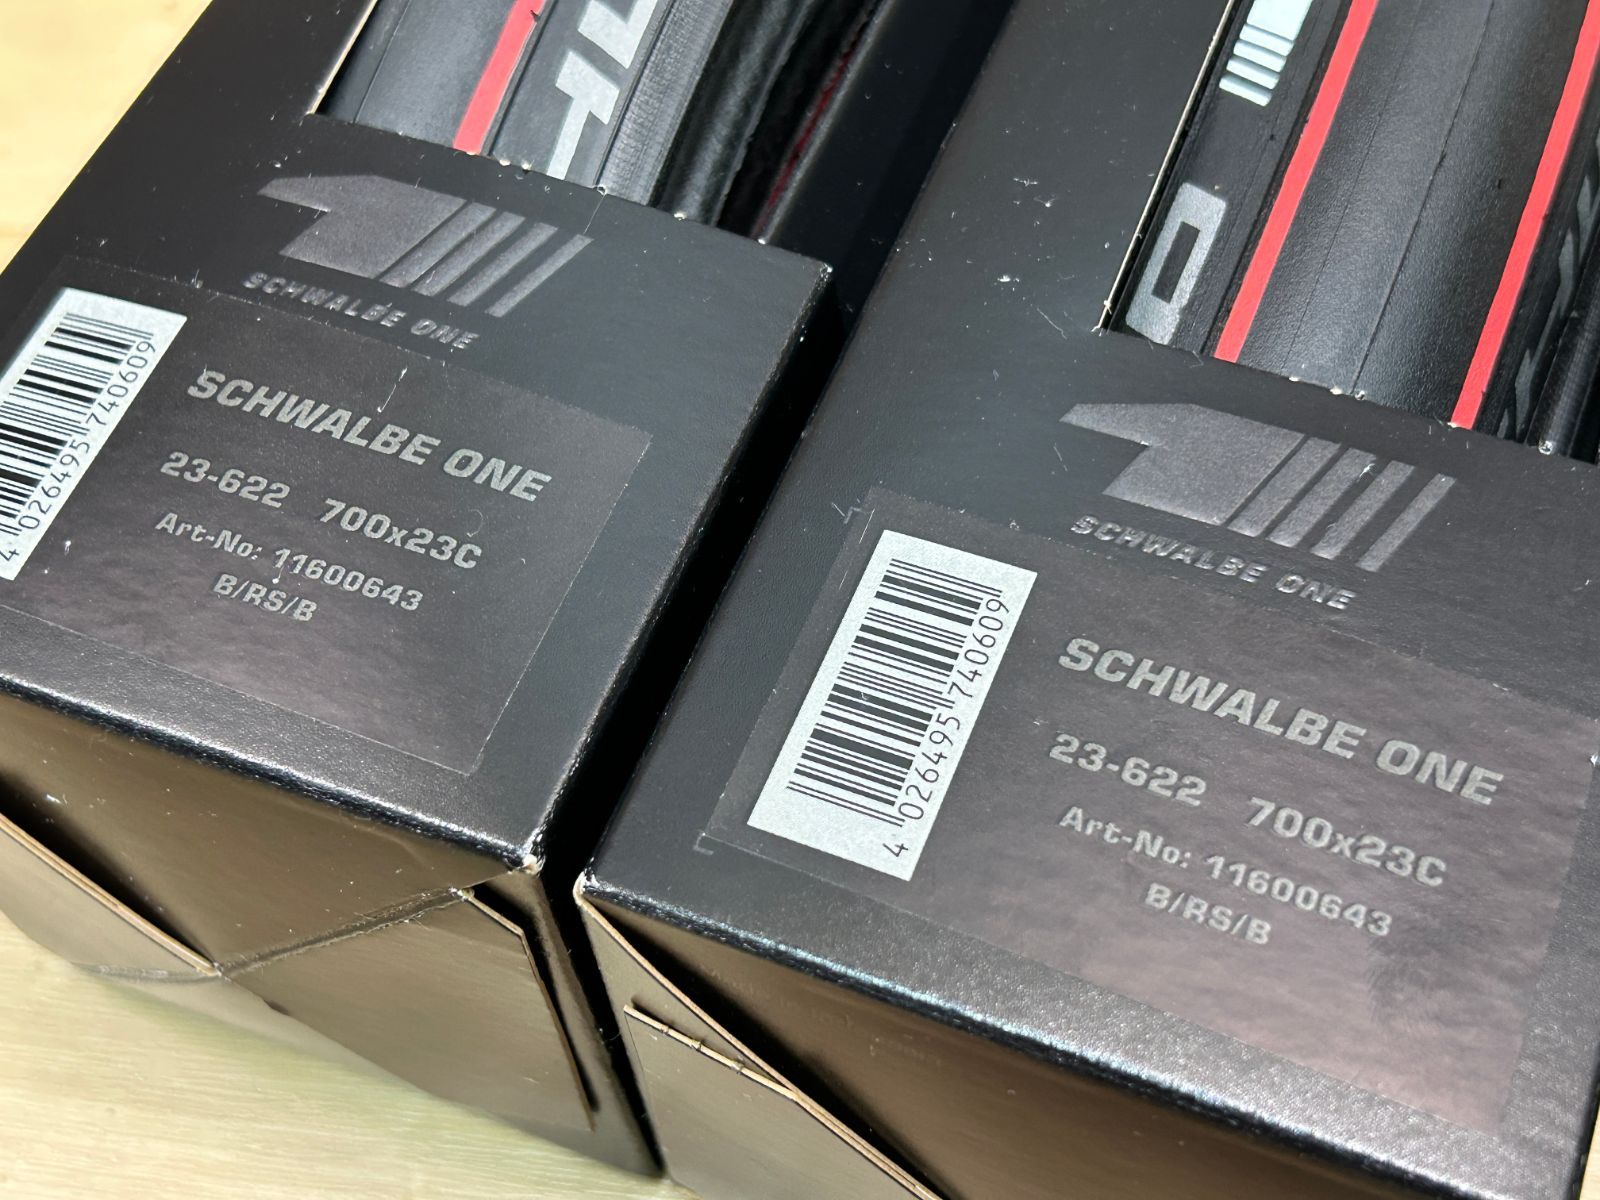 SCHWALBE ONE
SCHWALBE ONE
23-622 700x23C
Art-No: 11600643
B/RS/B
4 026495 740609
SCHWALBE ONE
SCHWALBE ONE
23-622 700x23C
Art-No: 11600643
B/RS/B
4 026495 740609